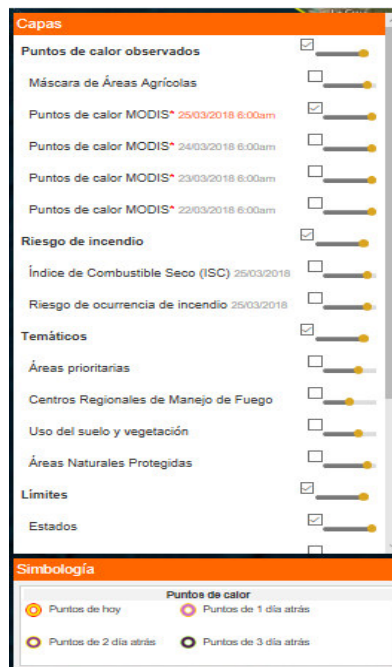 Capas
Puntos de calor observados
Máscara de Áreas Agrícolas
Puntos de calor MODIS* 25/03/2018 6:00am
Puntos de calor MODIS* 24/03/2018 6:00am
Puntos de calor MODIS* 23/03/2018 6:00am
Puntos de calor MODIS* 22/03/2018 6:00am
Riesgo de incendio
Índice de Combustible Seco (ISC) 25/03/2018
Riesgo de ocurrencia de incendio 25/03/2018
Temáticos
Áreas prioritarias
Centros Regionales de Manejo de Fuego
Uso del suelo y vegetación
Áreas Naturales Protegidas
Límites
Estados
Simbología
Puntos de calor
Puntos de hoy Puntos de 1 día atrás
Puntos de 2 día atrás Puntos de 3 día atrás